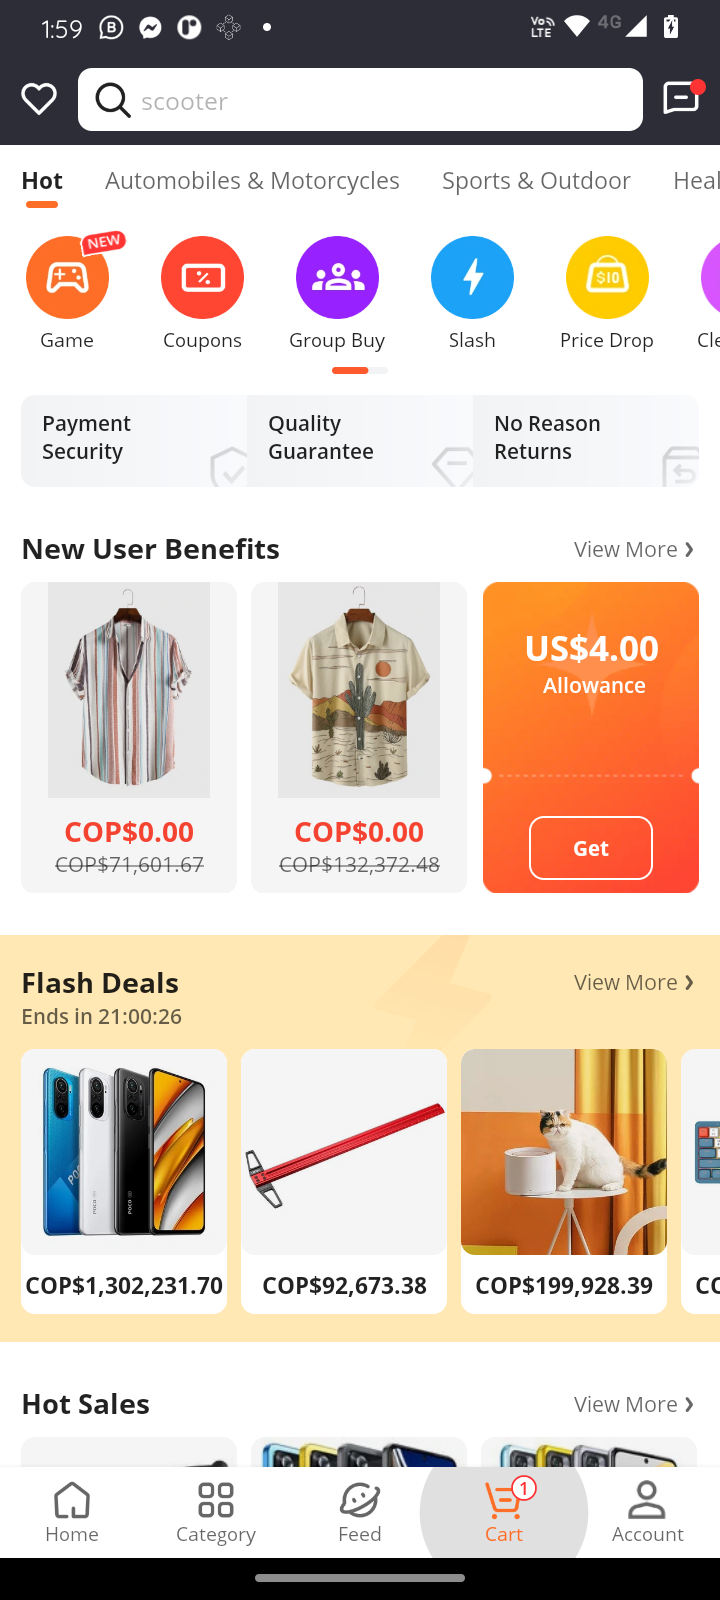 1:59
Vo
LTE
4G
scooter
Hot
Automobiles & Motorcycles
Sports & Outdoor
Heal
NEW
$10
Game
Coupons
Group Buy
Slash
Price Drop
Cle
Payment
Security
Quality
Guarantee
No Reason
Returns
New User Benefits
View More
US$4.00
Allowance
COP$0.00
COP$71,601.67
COP$0.00
COP$132,372.48
Get
Flash Deals
View More
Ends in 21:00:26
COP$1,302,231.70
COP$92,673.38
COP$199,928.39
CO
Hot Sales
View More
1
Home
Category
Feed
Cart
Account